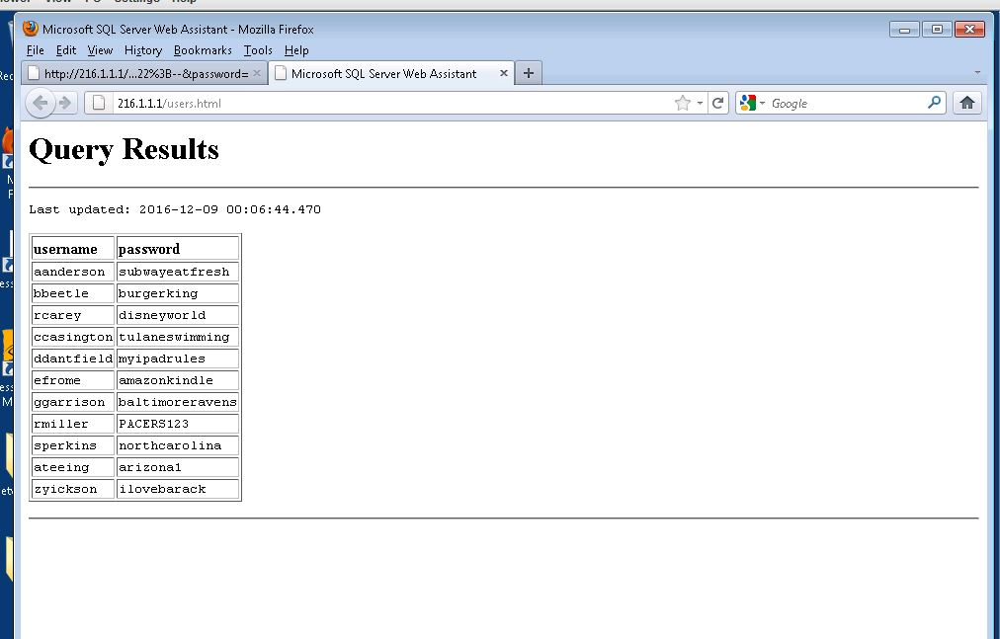 Microsoft SQL Server Web Assistant - Mozilla Firefox
File Edit View History Bookmarks Tools Help
http://216.1.1.1/...22%3B--&password= Microsoft SQL Server Web Assistant
216.1.1.1/users.html Google
Query Results
Last updated: 2016-12-09 00:06:44.470
username password
aanderson subwayeatfresh
bbeetle burgerking
rcarey disneyworld
ccasington tulaneswimming
ddantfield myipadrules
efrome amazonkindle
ggarrison baltimoreravens
rmiller PACERS123
sperkins northcarolina
ateeing arizona1
zyickson ilovebarack